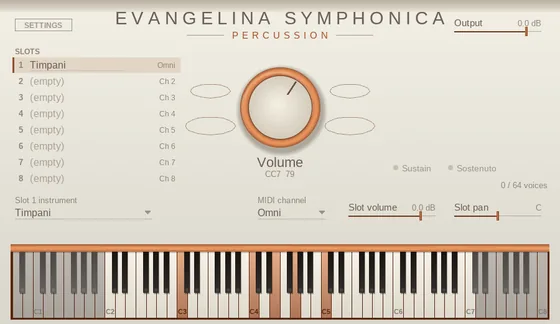 EVANGELINA SYMPHONICA
PERCUSSION
SETTINGS
Output 0.0 dB
SLOTS
1 Timpani Omni
2 (empty) Ch 2
3 (empty) Ch 3
4 (empty) Ch 4
5 (empty) Ch 5
6 (empty) Ch 6
7 (empty) Ch 7
8 (empty) Ch 8
Volume
CC7 79
Sustain Sostenuto
0 / 64 voices
Slot 1 instrument
Timpani
MIDI channel
Omni
Slot volume 0.0 dB
Slot pan C
C1 C2 C3 C4 C5 C6 C7 C8